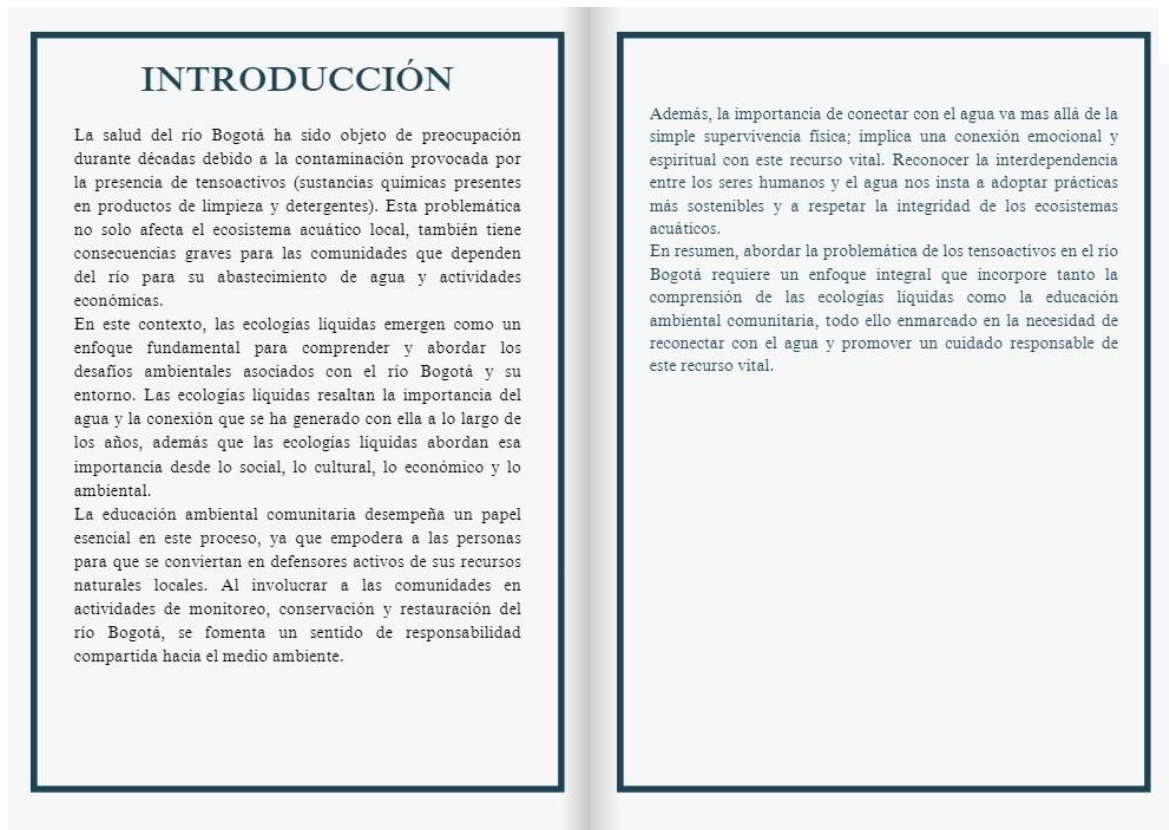 INTRODUCCIÓN
La salud del río Bogotá ha sido objeto de preocupación
durante décadas debido a la contaminación provocada por
la presencia de tensoactivos (sustancias químicas presentes
en productos de limpieza y detergentes). Esta problemática
no solo afecta el ecosistema acuático local, también tiene
consecuencias graves para las comunidades que dependen
del río para su abastecimiento de agua y actividades
económicas.
En este contexto, las ecologías líquidas emergen como un
enfoque fundamental para comprender y abordar los
desafíos ambientales asociados con el río Bogotá y su
entorno. Las ecologías líquidas resaltan la importancia del
agua y la conexión que se ha generado con ella a lo largo de
los años, además que las ecologías líquidas abordan esa
importancia desde lo social, lo cultural, lo económico y lo
ambiental.
La educación ambiental comunitaria desempeña un papel
esencial en este proceso, ya que empodera a las personas
para que se conviertan en defensores activos de sus recursos
naturales locales. Al involucrar a las comunidades en
actividades de monitoreo, conservación y restauración del
río Bogotá, se fomenta un sentido de responsabilidad
compartida hacia el medio ambiente.
Además, la importancia de conectar con el agua va mas allá de la
simple supervivencia física; implica una conexión emocional y
espiritual con este recurso vital. Reconocer la interdependencia
entre los seres humanos y el agua nos insta a adoptar prácticas
más sostenibles y a respetar la integridad de los ecosistemas
acuáticos.
En resumen, abordar la problemática de los tensoactivos en el río
Bogotá requiere un enfoque integral que incorpore tanto la
comprensión de las ecologías líquidas como la educación
ambiental comunitaria, todo ello enmarcado en la necesidad de
reconectar con el agua y promover un cuidado responsable de
este recurso vital.